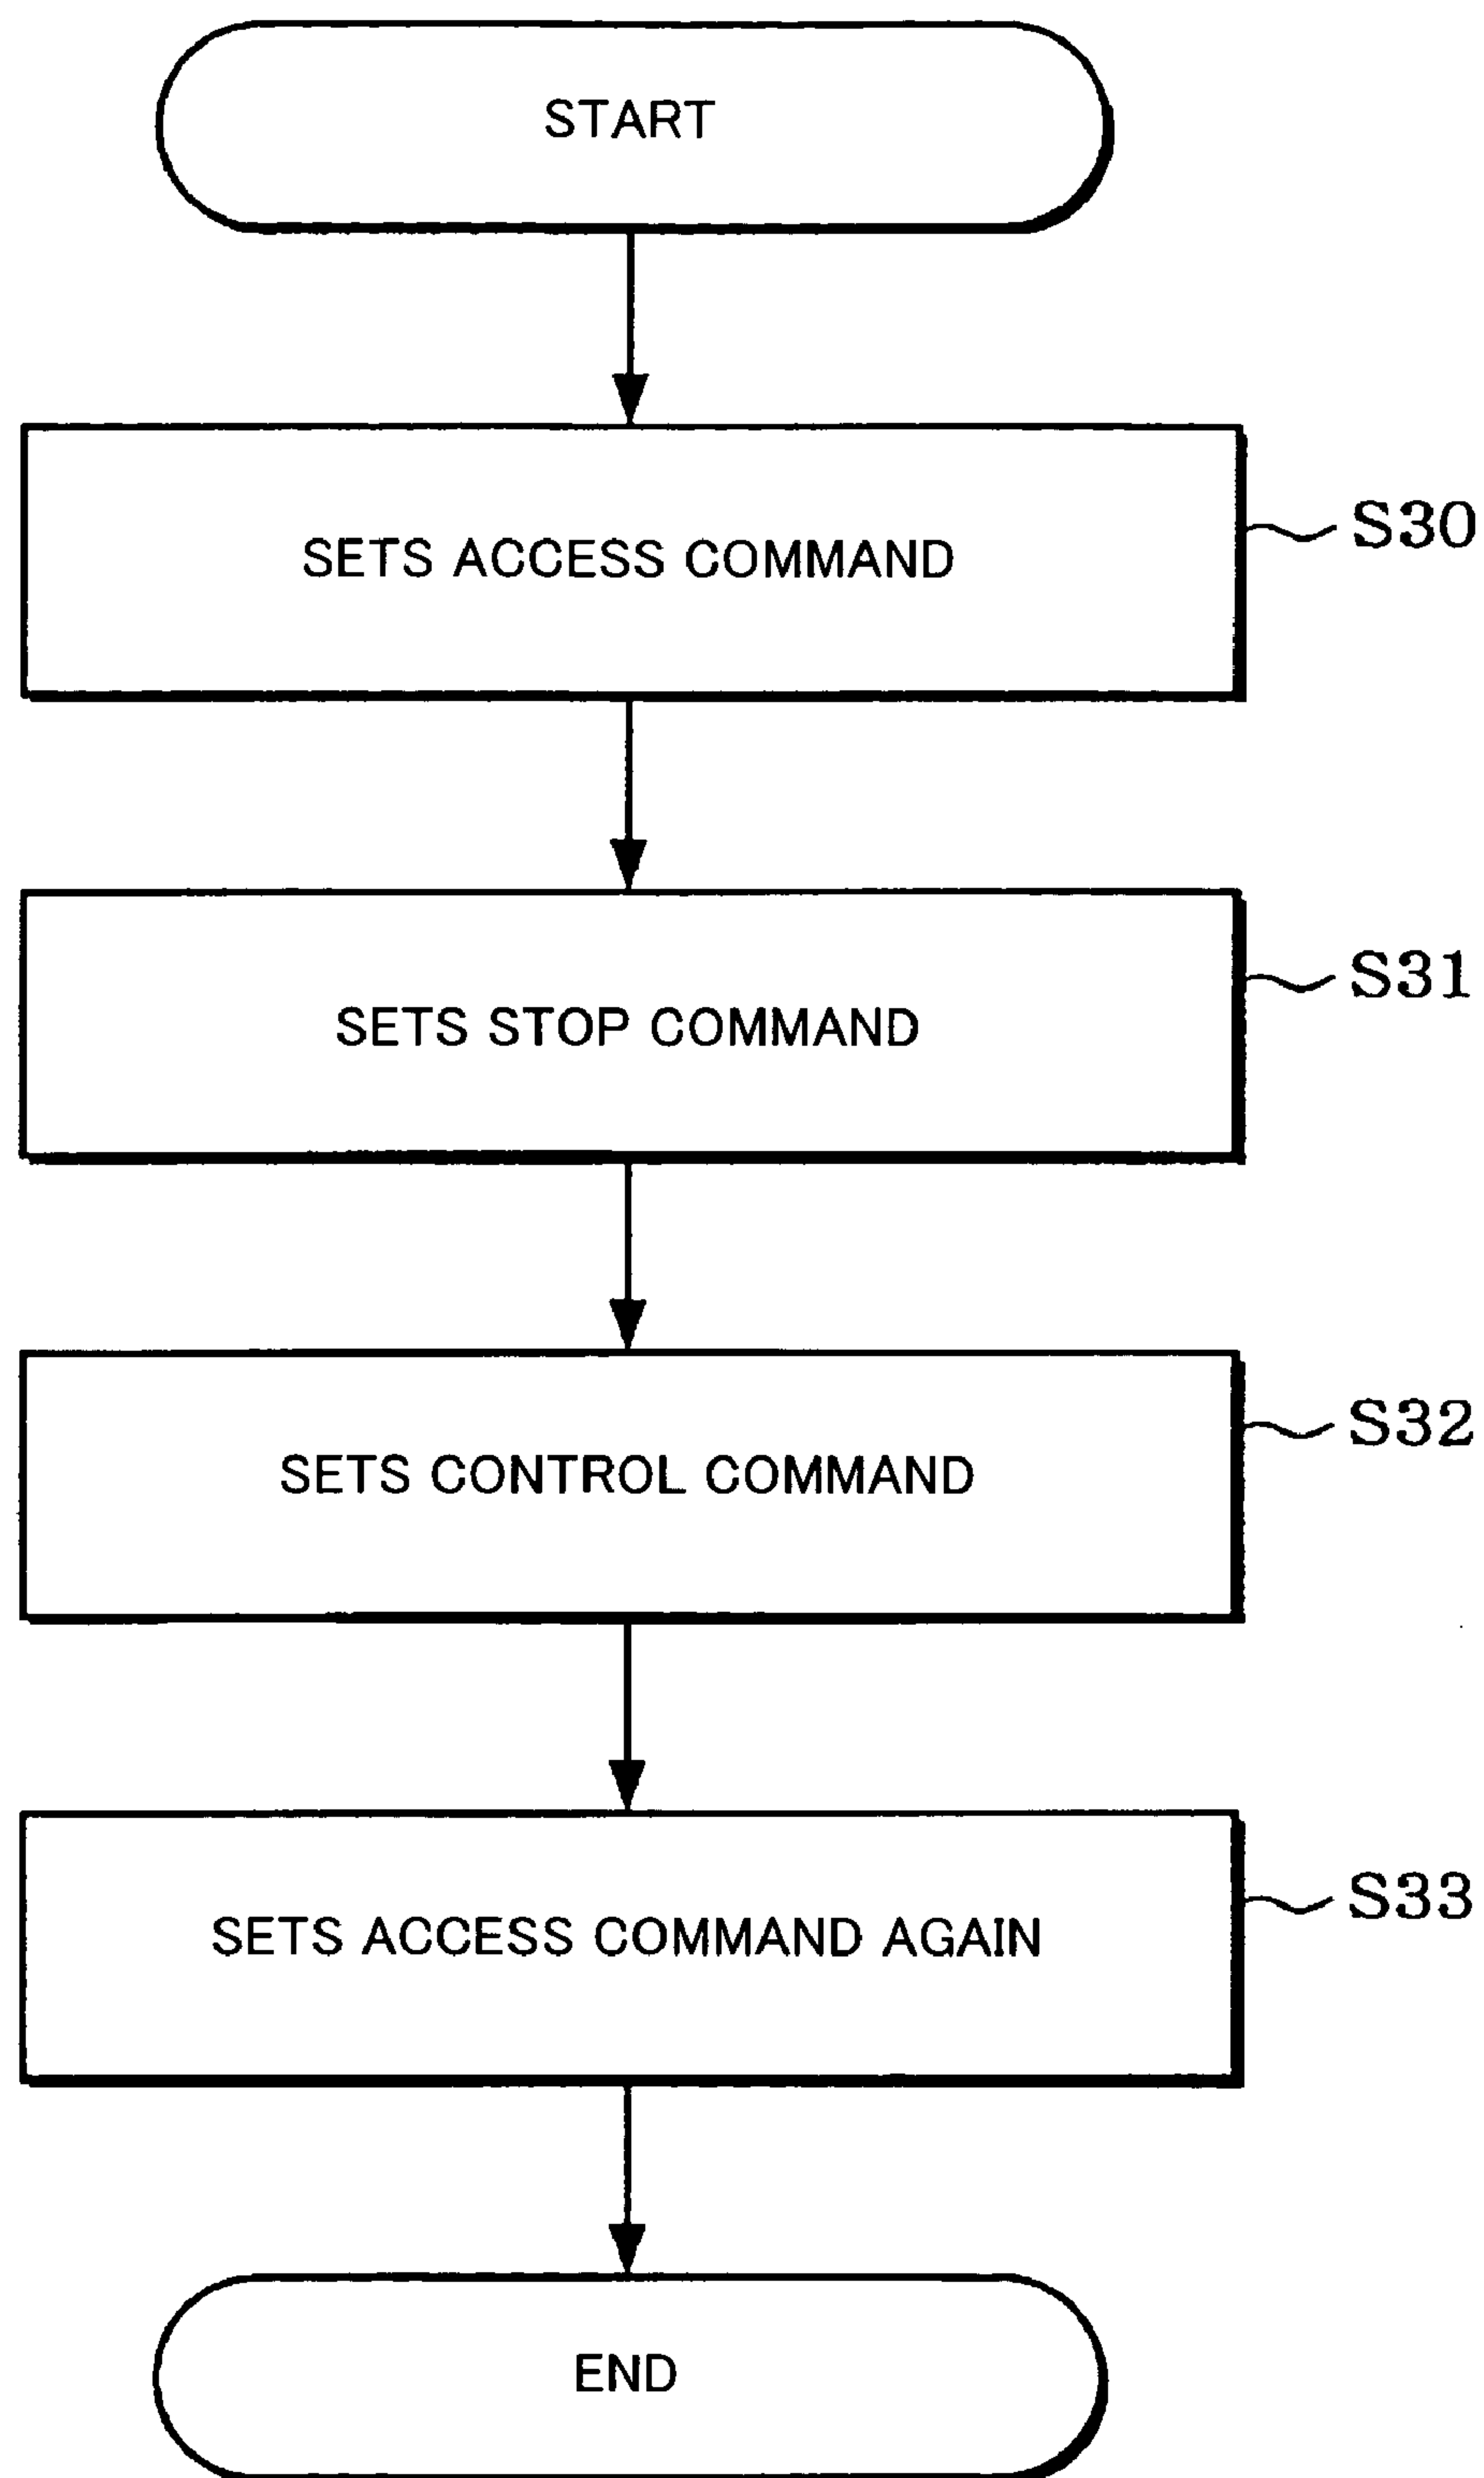 START
SETS ACCESS COMMAND
S30
SETS STOP COMMAND
S31
SETS CONTROL COMMAND
S32
SETS ACCESS COMMAND AGAIN
S33
END